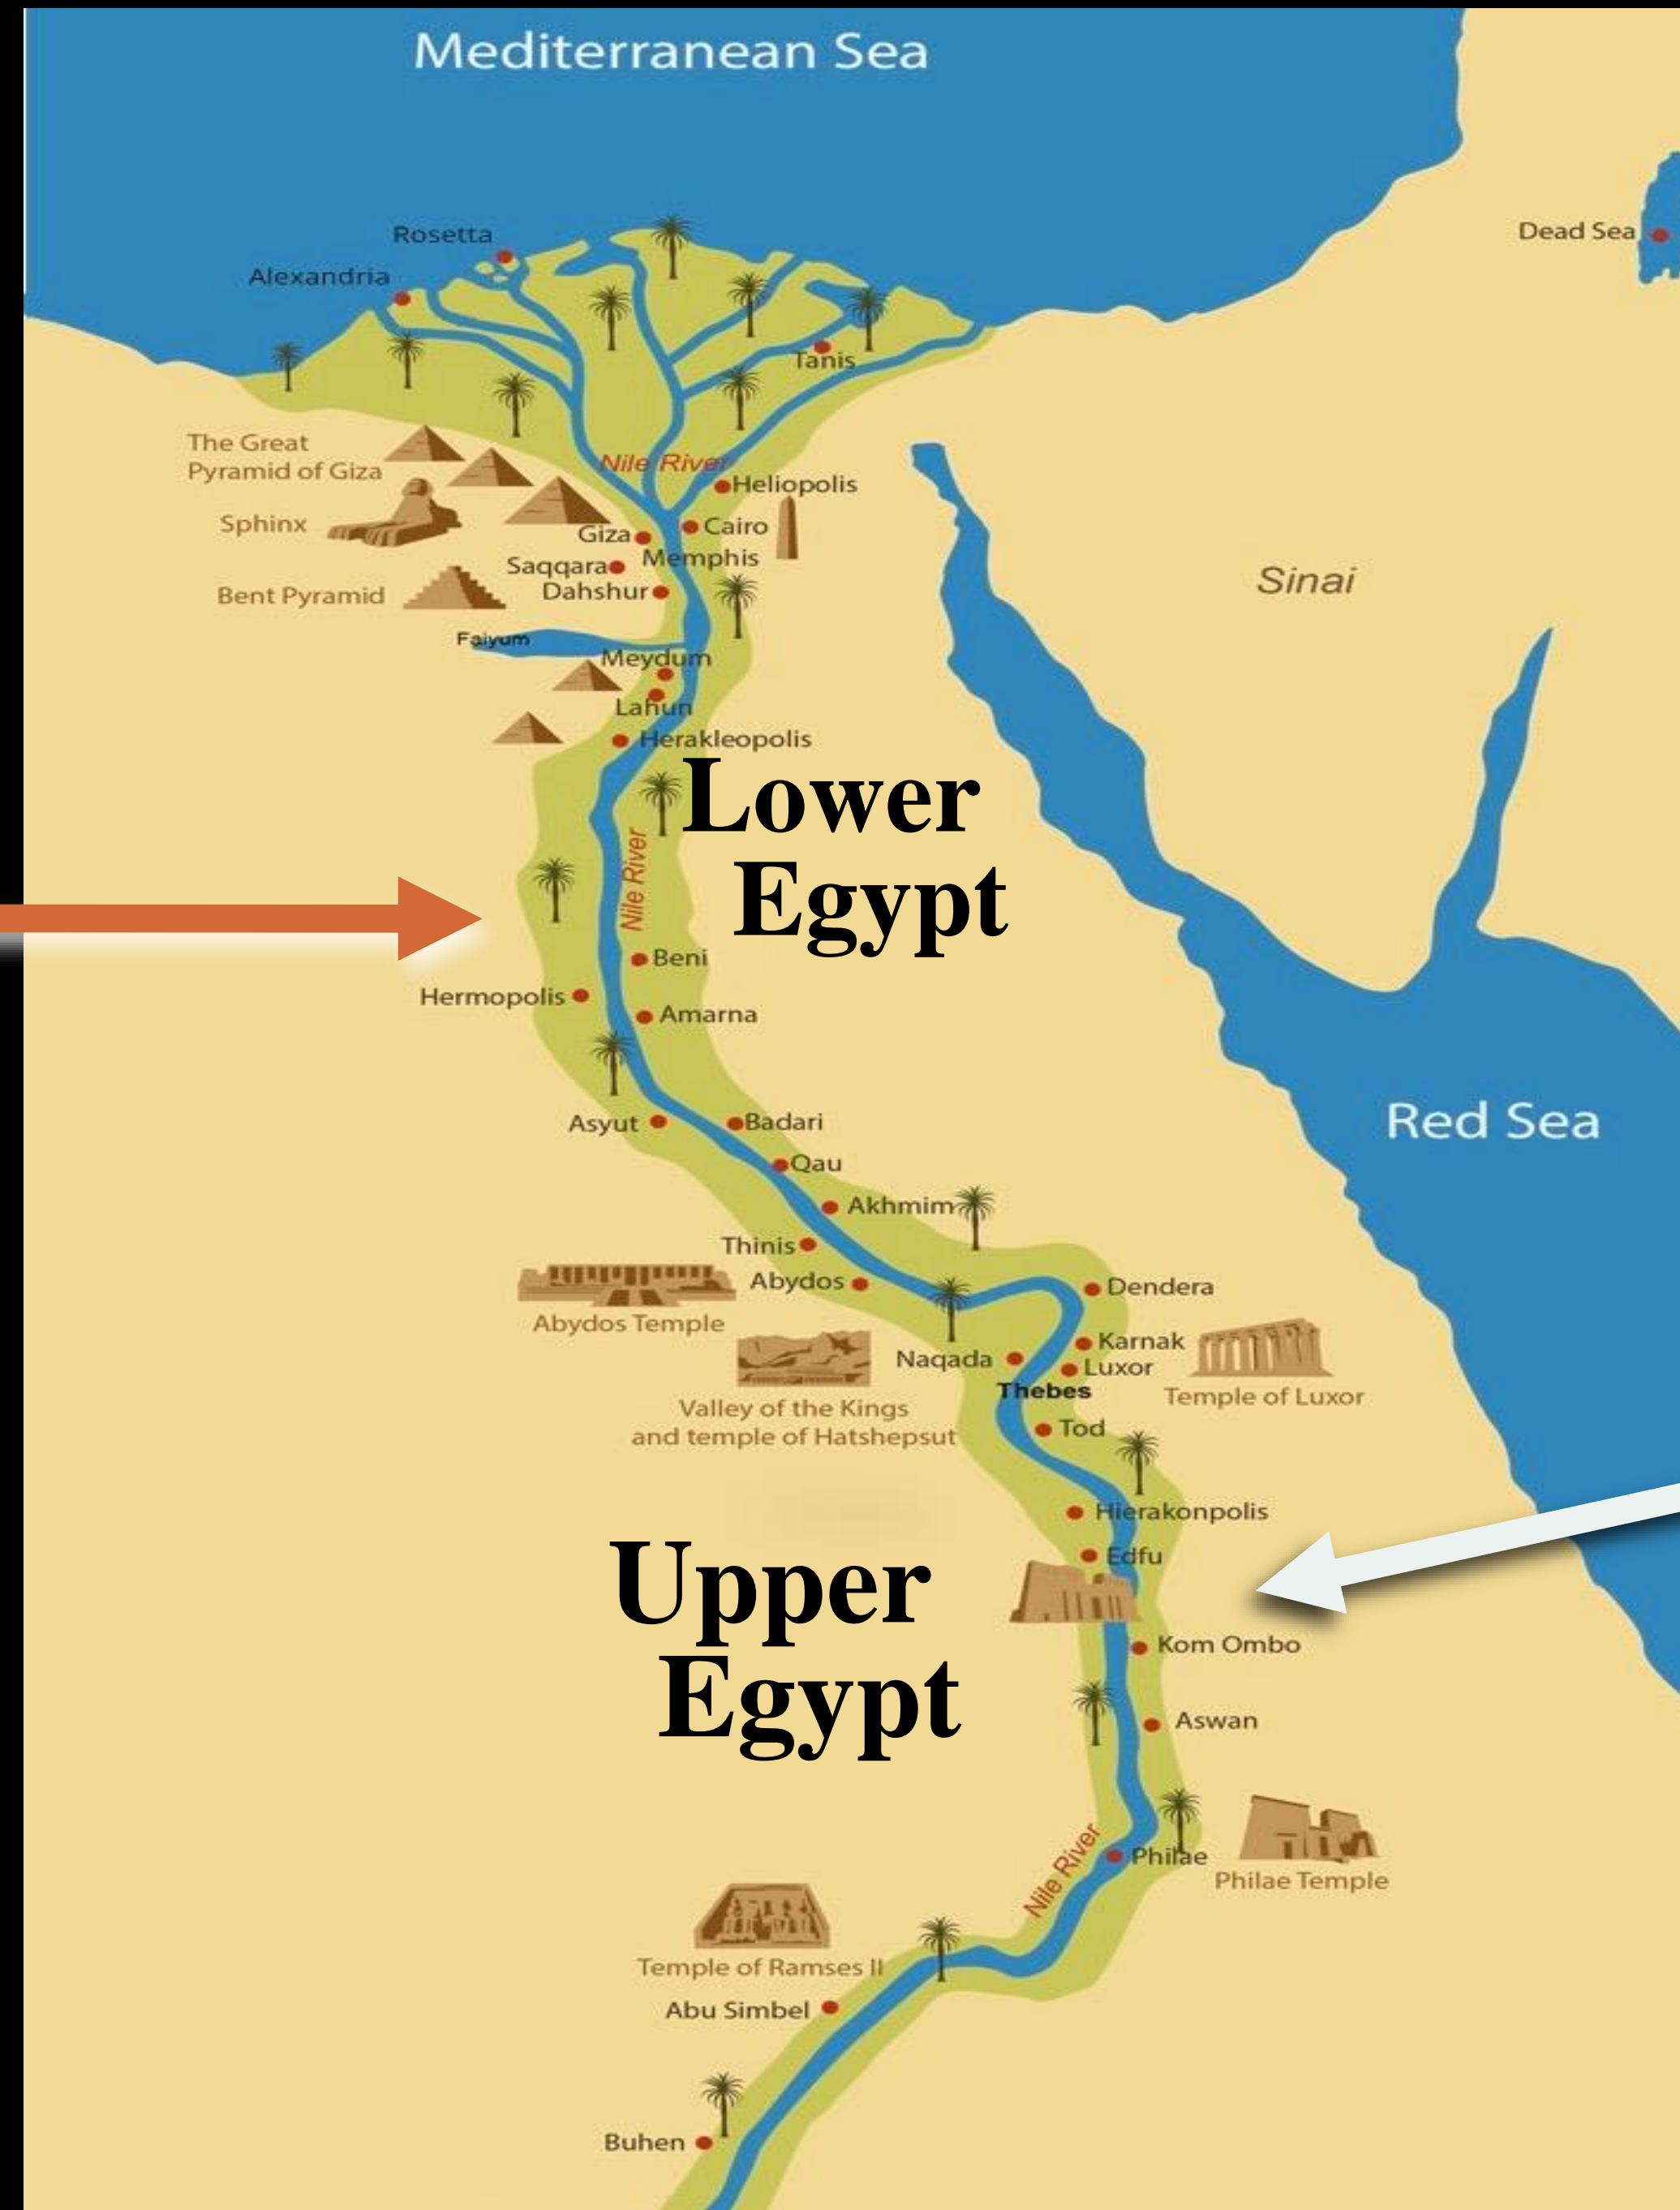 Mediterranean Sea
Rosetta
Dead Sea
Alexandria
Tanis
The Great
Pyramid of Giza
Nile River
Heliopolis
Sphinx
Giza
Cairo
Memphis
Saqqara
Sinai
Bent Pyramid
Dahshur
Faiyum
Meydum
Lahun
Herakleopolis
Lower
Egypt
Nile River
Beni
Hermopolis
Amarna
Red Sea
Asyut
Badari
Qau
Akhmim
Thinis
Abydos
Dendera
Abydos Temple
Karnak
Naqada
Luxor
Thebes
Temple of Luxor
Valley of the Kings
and temple of Hatshepsut
Tod
Hierakonpolis
Edfu
Upper
Egypt
Kom Ombo
Aswan
Nile River
Philae
Philae Temple
Temple of Ramses II
Abu Simbel
Buhen